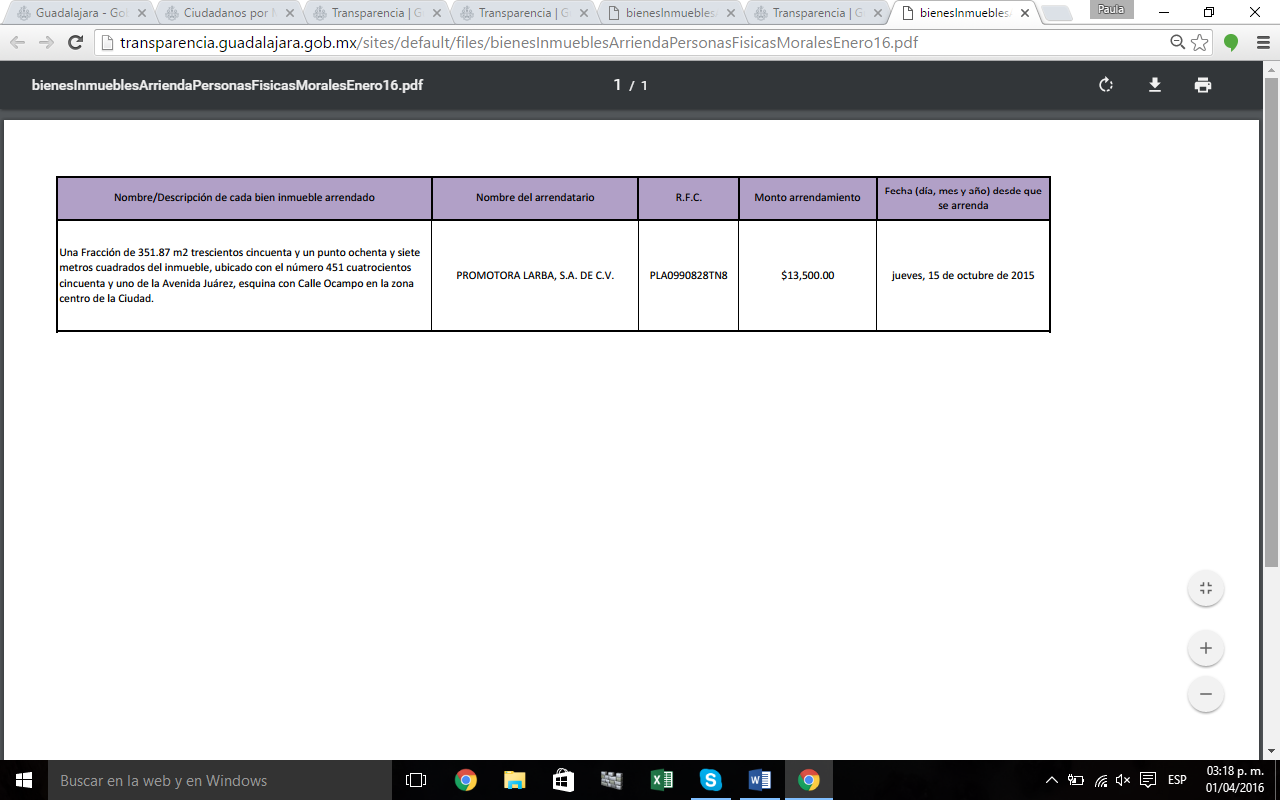 Guadalajara - Gol
Ciudadanos por M
Transparencia | G
Transparencia | G
bienesInmuebles
Transparencia | G
bienesInmuebles
Paula
transparencia.guadalajara.gob.mx/sites/default/files/bienesInmueblesArriendaPersonasFisicasMoralesEnero16.pdf
bienesInmueblesArriendaPersonasFisicasMoralesEnero16.pdf
1 / 1
Nombre/Descripción de cada bien inmueble arrendado
Nombre del arrendatario
R.F.C.
Monto arrendamiento
Fecha (día, mes y año) desde que
se arrenda
Una Fracción de 351.87 m2 trescientos cincuenta y un punto ochenta y siete
metros cuadrados del inmueble, ubicado con el número 451 cuatrocientos
cincuenta y uno de la Avenida Juárez, esquina con Calle Ocampo en la zona
centro de la Ciudad.
PROMOTORA LARBA, S.A. DE C.V.
PLA0990828TN8
$13,500.00
jueves, 15 de octubre de 2015
Buscar en la web y en Windows
ESP
03:18 p. m.
01/04/2016